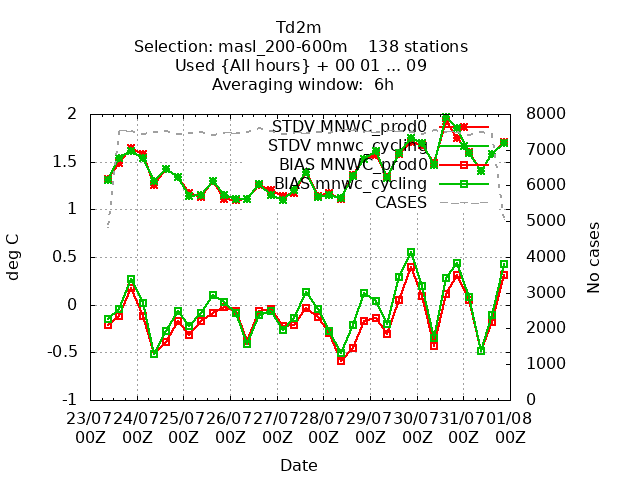 Td2m
Selection: masl_200-600m    138 stations
Used {All hours} + 00 01 ... 09
Averaging window:  6h
2
1.5
1
0.5
0
-0.5
-1
8000
7000
6000
5000
4000
3000
2000
1000
0
STDV MNWC_prod0
STDV mnwc_cycling
BIAS MNWC_prod0
BIAS mnwc_cycling
CASES
deg C
No cases
23/07 24/07 25/07 26/07 27/07 28/07 29/07 30/07 31/07 01/08
00Z 00Z 00Z 00Z 00Z 00Z 00Z 00Z 00Z 00Z
Date